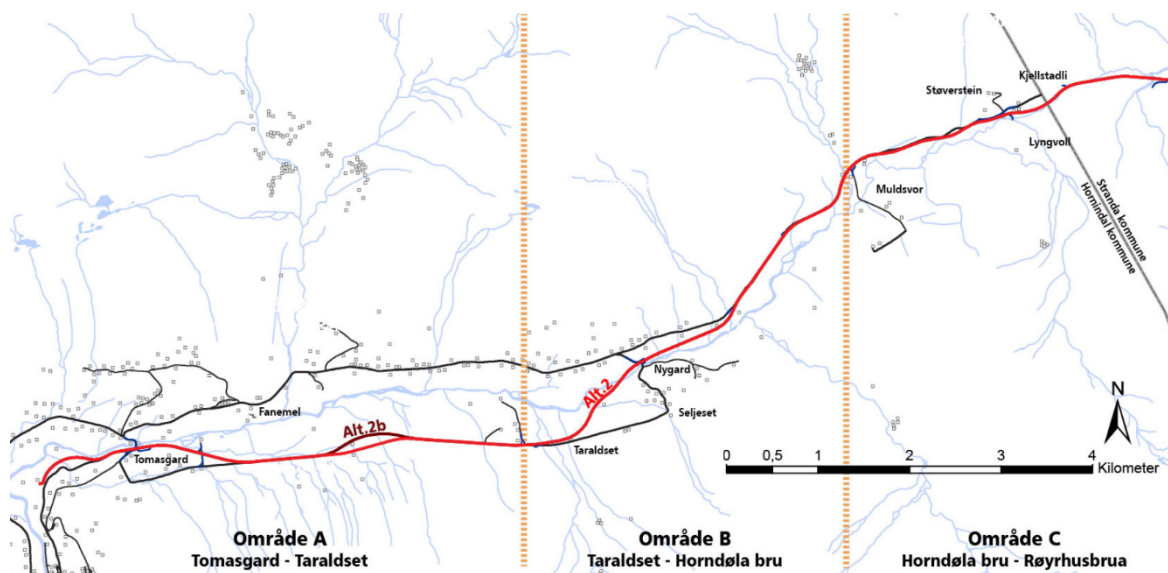 Kjellstadli
Støverstein
Lyngvoll
Muldsvor
Stranda kommune
Hornindal kommune
Nygard
Alt.2
Seljeset
Fanemel
Alt.2b
Taraldset
Tomasgard
N
0 0,5 1 2 3 4
Kilometer
Område A
Tomasgard - Taraldset
Område B
Taraldset - Horndøla bru
Område C
Horndøla bru - Røyrhusbrua